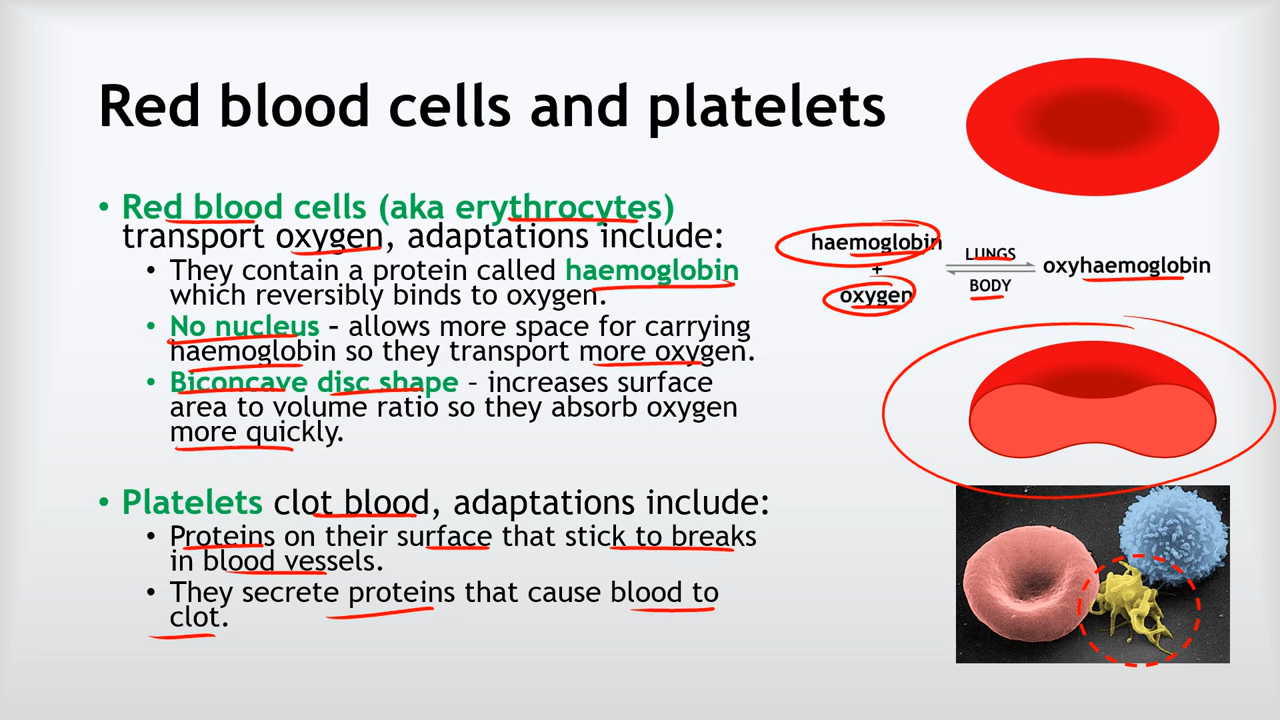 Red blood cells and platelets
• Red blood cells (aka erythrocytes)
transport oxygen, adaptations include:
• They contain a protein called haemoglobin
which reversibly binds to oxygen.
• No nucleus – allows more space for carrying
haemoglobin so they transport more oxygen.
• Biconcave disc shape – increases surface
area to volume ratio so they absorb oxygen
more quickly.
• Platelets clot blood, adaptations include:
• Proteins on their surface that stick to breaks
in blood vessels.
• They secrete proteins that cause blood to
clot.
haemoglobin
+
oxygen
LUNGS
BODY
oxyhaemoglobin